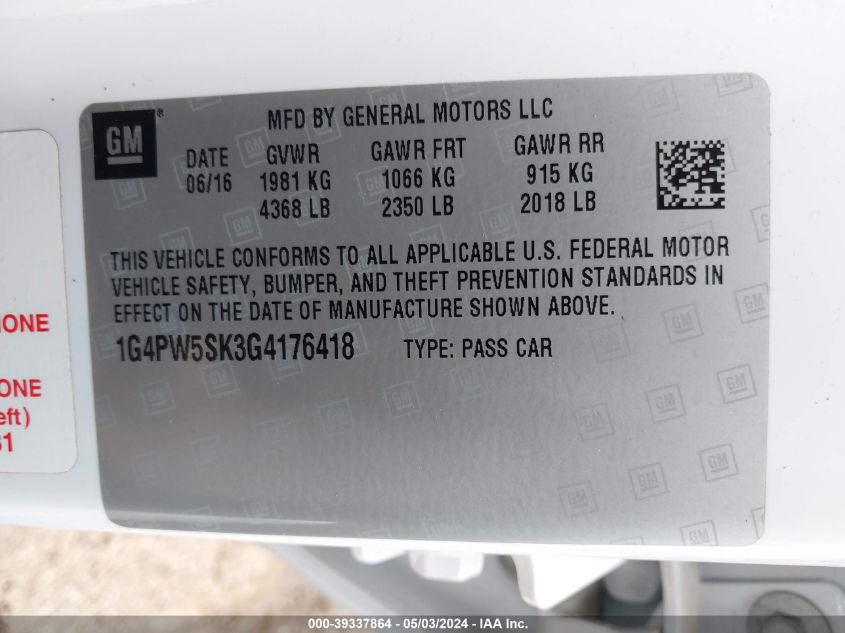 GM ®
MFD BY GENERAL MOTORS LLC
DATE GVWR GAWR FRT GAWR RR
06/16 1981 KG 1066 KG 915 KG
4368 LB 2350 LB 2018 LB
THIS VEHICLE CONFORMS TO ALL APPLICABLE U.S. FEDERAL MOTOR
VEHICLE SAFETY, BUMPER, AND THEFT PREVENTION STANDARDS IN
EFFECT ON THE DATE OF MANUFACTURE SHOWN ABOVE.
1G4PW5SK3G4176418 TYPE: PASS CAR
ONE
eft)
000-39337864 / 05/03/2024 / © IAA Inc.